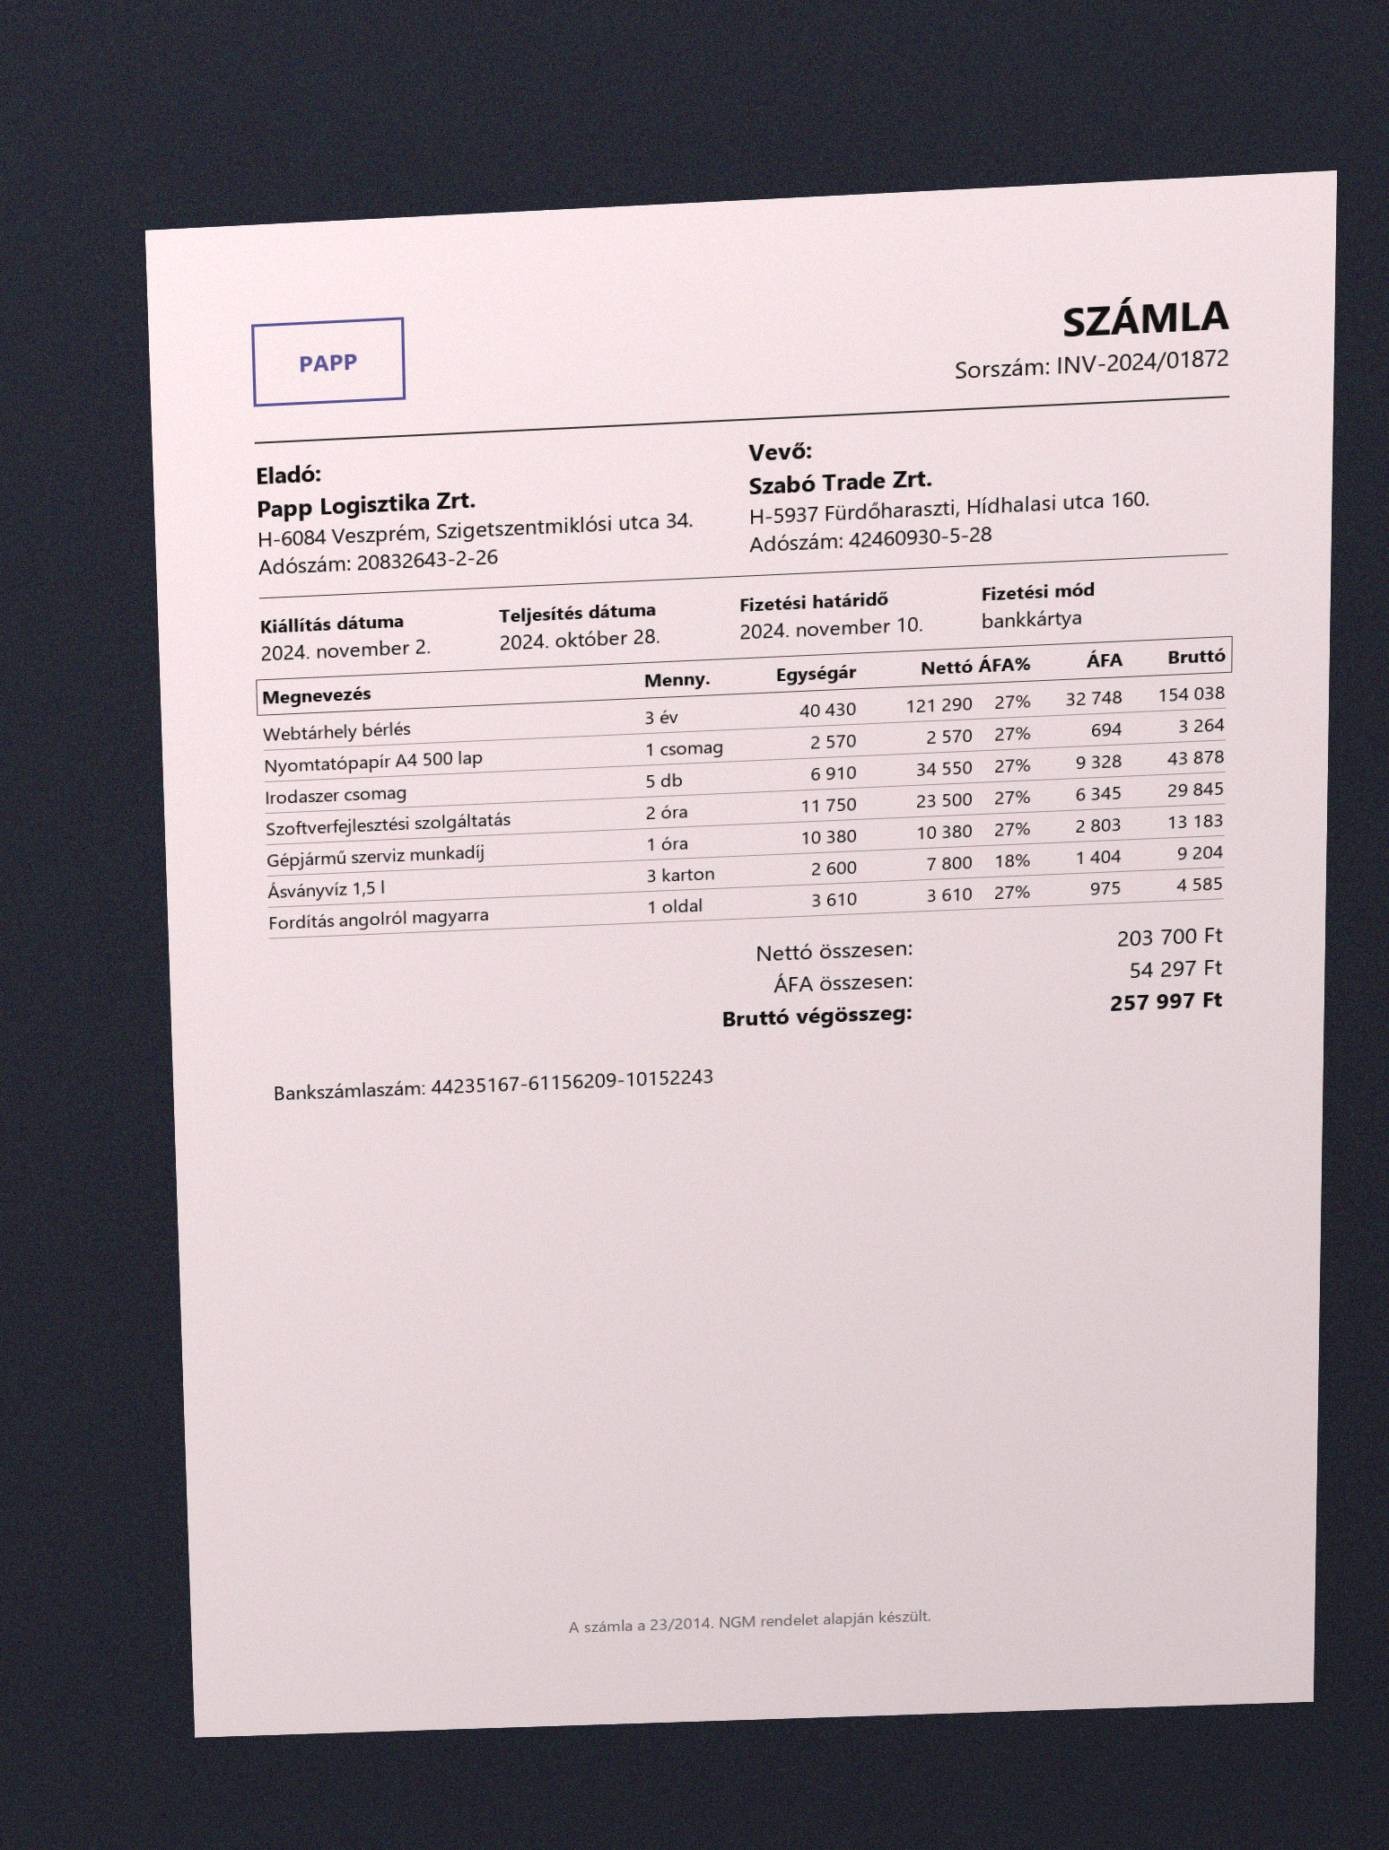 PAPP
SZÁMLA
Sorszám: INV-2024/01872
Eladó:
Papp Logisztika Zrt.
H-6084 Veszprém, Szigetszentmiklósi utca 34.
Adószám: 20832643-2-26
Vevő:
Szabó Trade Zrt.
H-5937 Fürdőharaszti, Hídhalasi utca 160.
Adószám: 42460930-5-28
Kiállítás dátuma
2024. november 2.
Teljesítés dátuma
2024. október 28.
Fizetési határidő
2024. november 10.
Fizetési mód
bankkártya
Megnevezés Menny. Egységár Nettó ÁFA% ÁFA Bruttó
Webtárhely bérlés 3 év 40 430 121 290 27% 32 748 154 038
Nyomtatópapír A4 500 lap 1 csomag 2 570 2 570 27% 694 3 264
Irodaszer csomag 5 db 6 910 34 550 27% 9 328 43 878
Szoftverfejlesztési szolgáltatás 2 óra 11 750 23 500 27% 6 345 29 845
Gépjármű szerviz munkadíj 1 óra 10 380 10 380 27% 2 803 13 183
Ásványvíz 1,5 l 3 karton 2 600 7 800 18% 1 404 9 204
Fordítás angolról magyarra 1 oldal 3 610 3 610 27% 975 4 585
Nettó összesen: 203 700 Ft
ÁFA összesen: 54 297 Ft
Bruttó végösszeg: 257 997 Ft
Bankszámlaszám: 44235167-61156209-10152243
A számla a 23/2014. NGM rendelet alapján készült.